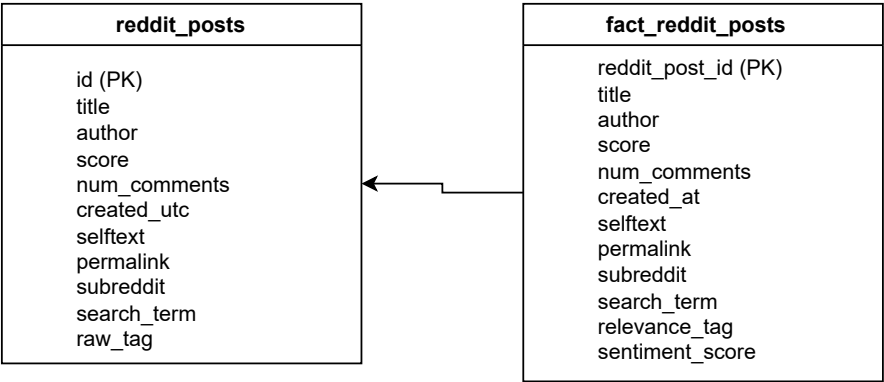 reddit_posts
id (PK)
title
author
score
num_comments
created_utc
selftext
permalink
subreddit
search_term
raw_tag
fact_reddit_posts
reddit_post_id (PK)
title
author
score
num_comments
created_at
selftext
permalink
subreddit
search_term
relevance_tag
sentiment_score